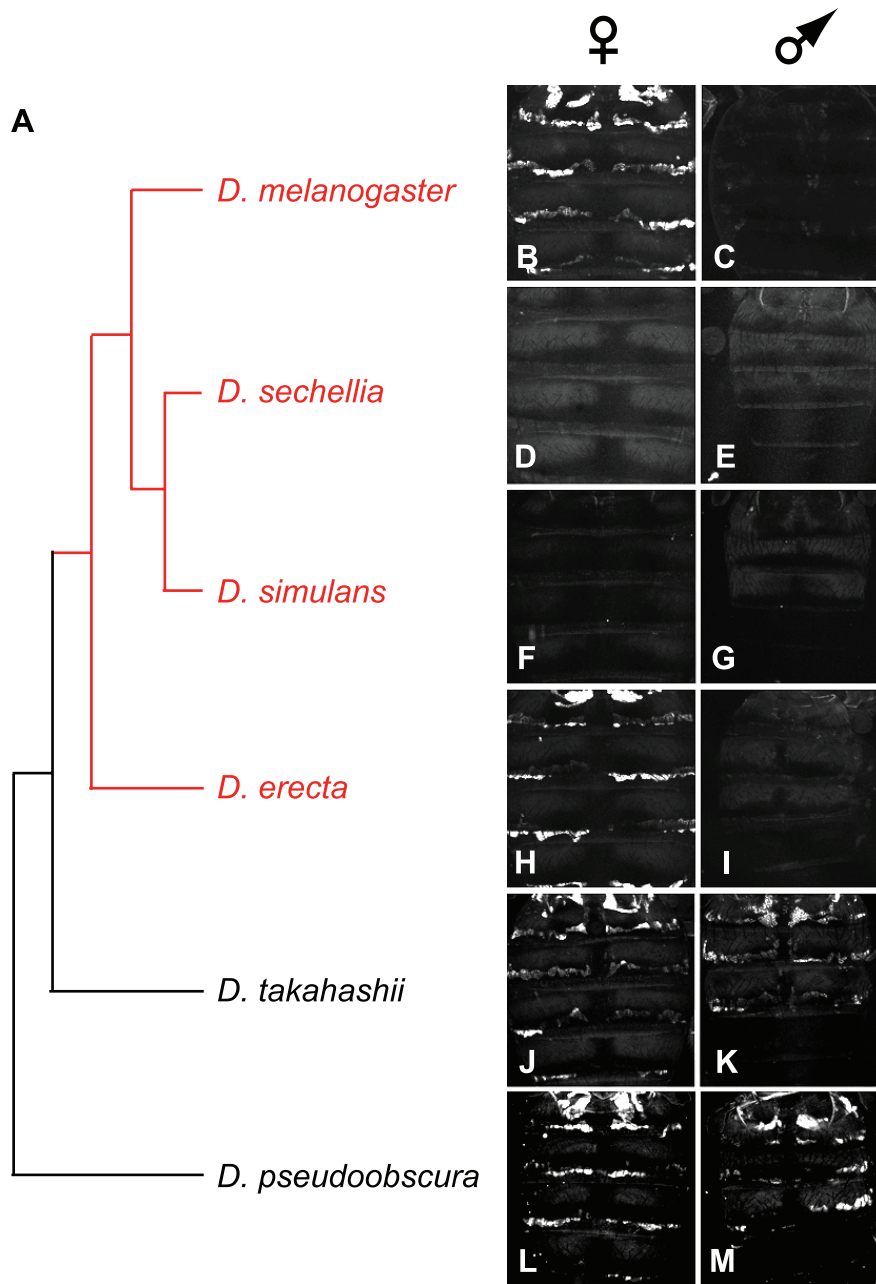 ♀ ♂
A
D. melanogaster
B C
D. sechellia
D E
D. simulans
F G
D. erecta
H I
D. takahashii
J K
D. pseudoobscura
L M